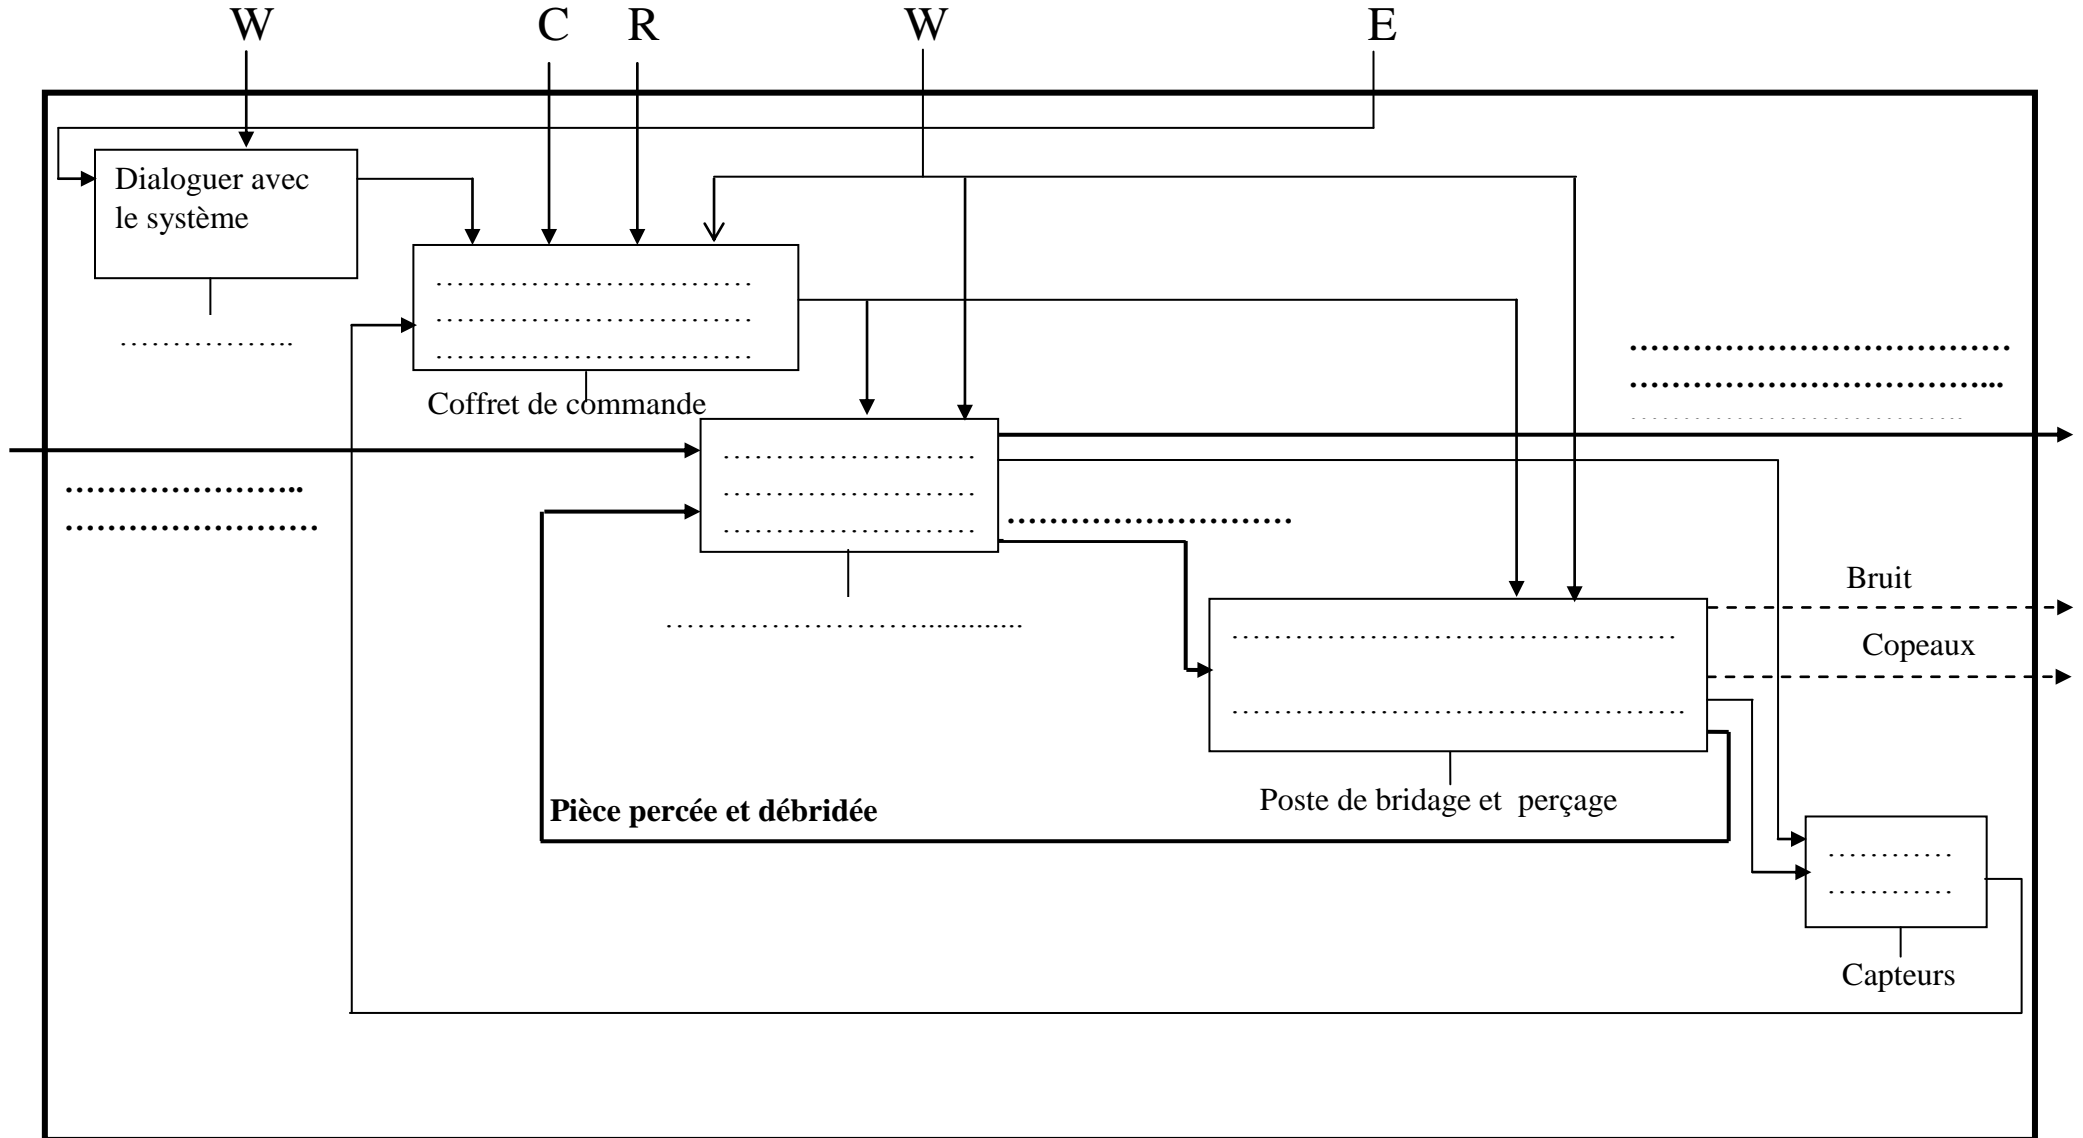 W C R W E
Dialoguer avec
le système
Coffret de commande
Bruit
Copeaux
Poste de bridage et perçage
Pièce percée et débridée
Capteurs